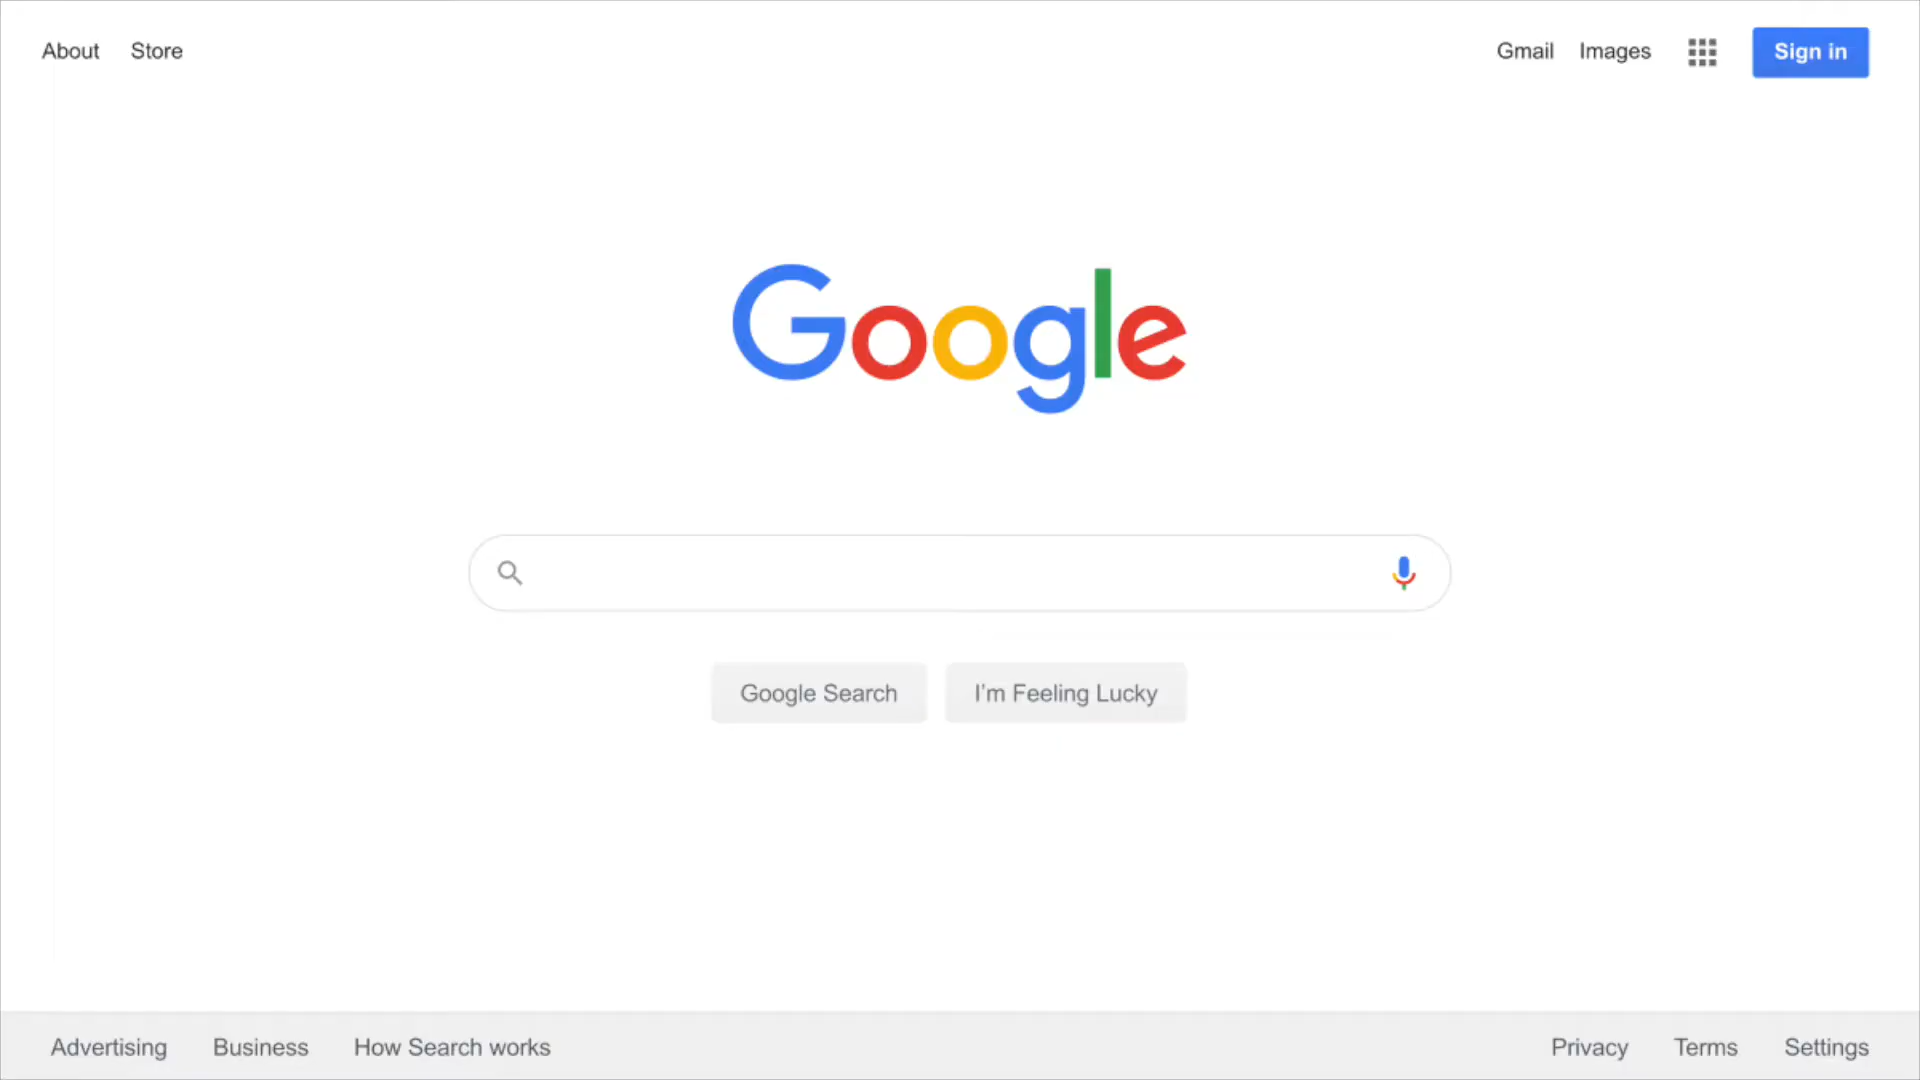 About Store Gmail Images Sign in
Google
Google Search I'm Feeling Lucky
Advertising Business How Search works Privacy Terms Settings